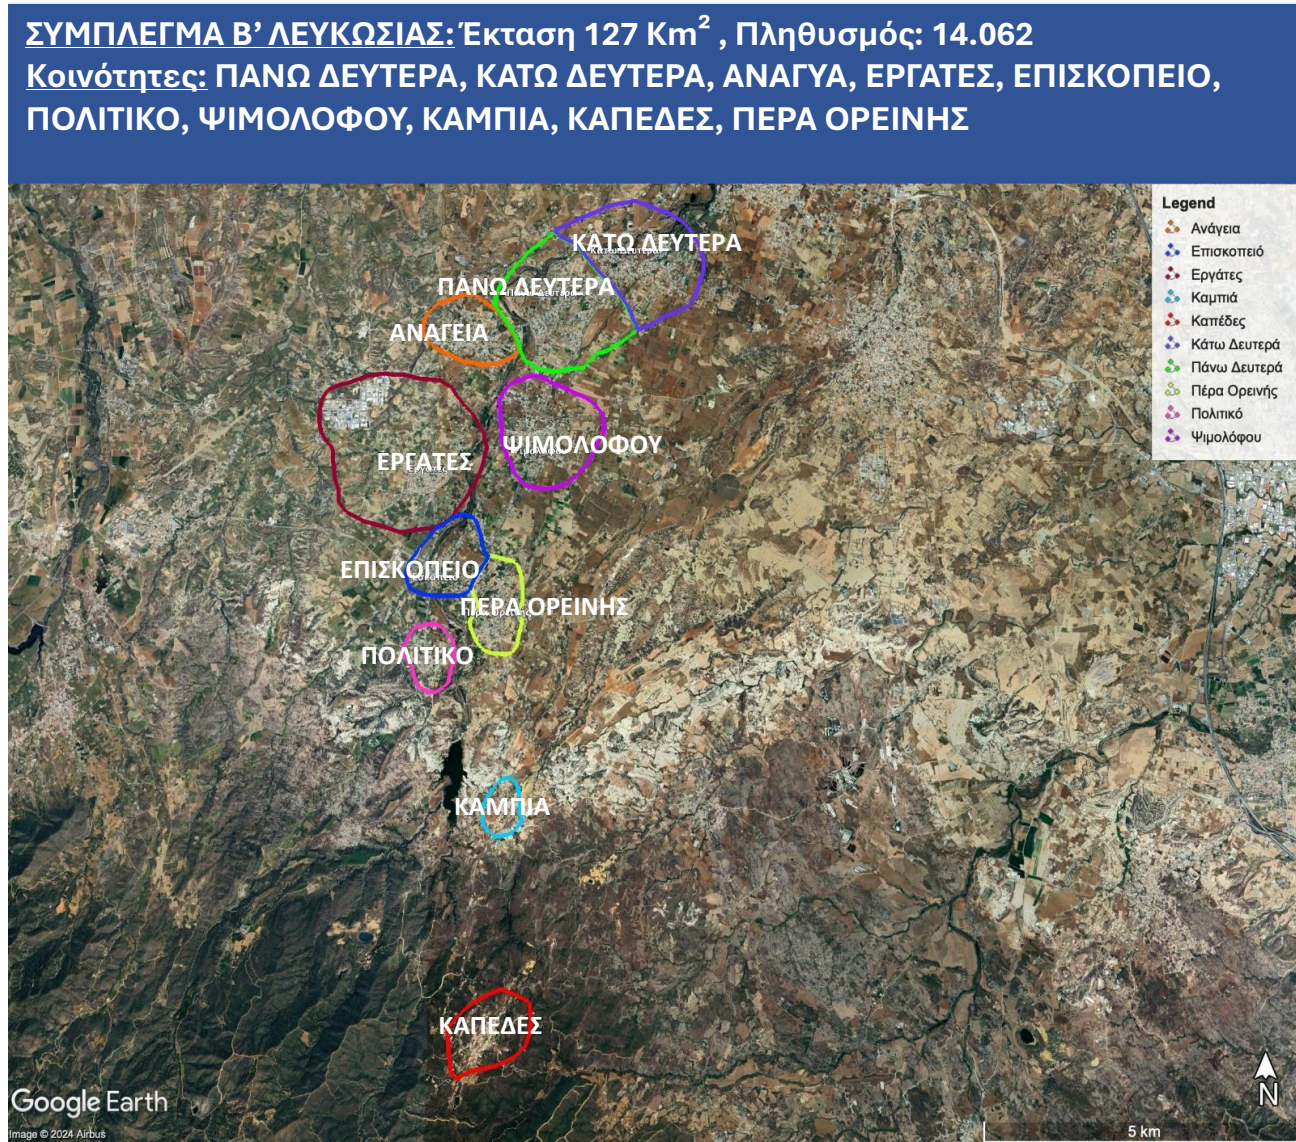 ΣΥΜΠΛΕΓΜΑ Β’ ΛΕΥΚΩΣΙΑΣ: Έκταση 127 Km² , Πληθυσμός: 14.062
Κοινότητες: ΠΑΝΩ ΔΕΥΤΕΡΑ, ΚΑΤΩ ΔΕΥΤΕΡΑ, ΑΝΑΓΥΑ, ΕΡΓΑΤΕΣ, ΕΠΙΣΚΟΠΕΙΟ,
ΠΟΛΙΤΙΚΟ, ΨΙΜΟΛΟΦΟΥ, ΚΑΜΠΙΑ, ΚΑΠΕΔΕΣ, ΠΕΡΑ ΟΡΕΙΝΗΣ
Legend
Ανάγεια
Επισκοπειό
Εργάτες
Καμπιά
Καπέδες
Κάτω Δευτερά
Πάνω Δευτερά
Πέρα Ορεινής
Πολιτικό
Ψιμολόφου
ΚΑΤΩ ΔΕΥΤΕΡΑ
ΠΑΝΩ ΔΕΥΤΕΡΑ
ΑΝΑΓΕΙΑ
ΨΙΜΟΛΟΦΟΥ
ΕΡΓΑΤΕΣ
ΕΠΙΣΚΟΠΕΙΟ
ΠΕΡΑ ΟΡΕΙΝΗΣ
ΠΟΛΙΤΙΚΟ
ΚΑΜΠΙΑ
ΚΑΠΕΔΕΣ
Google Earth
Image © 2024 Airbus
N
5 km